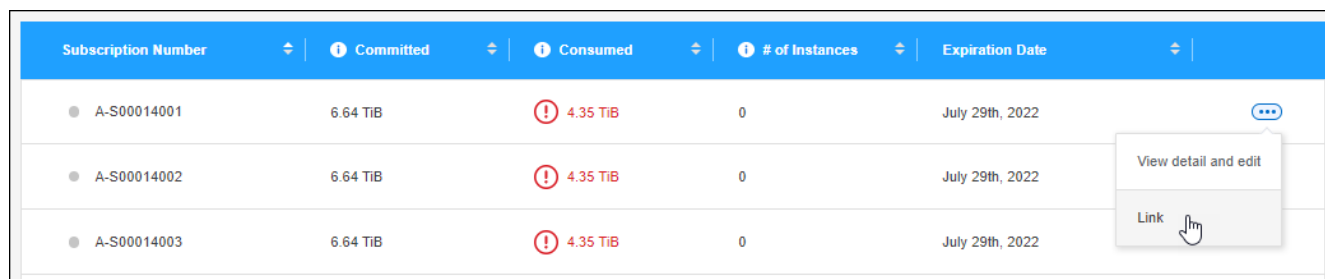 Subscription Number Committed Consumed # of Instances Expiration Date
A-S00014001 6.64 TiB 4.35 TiB 0 July 29th, 2022
View detail and edit
A-S00014002 6.64 TiB 4.35 TiB 0 July 29th, 2022
Link
A-S00014003 6.64 TiB 4.35 TiB 0 July 29th, 2022